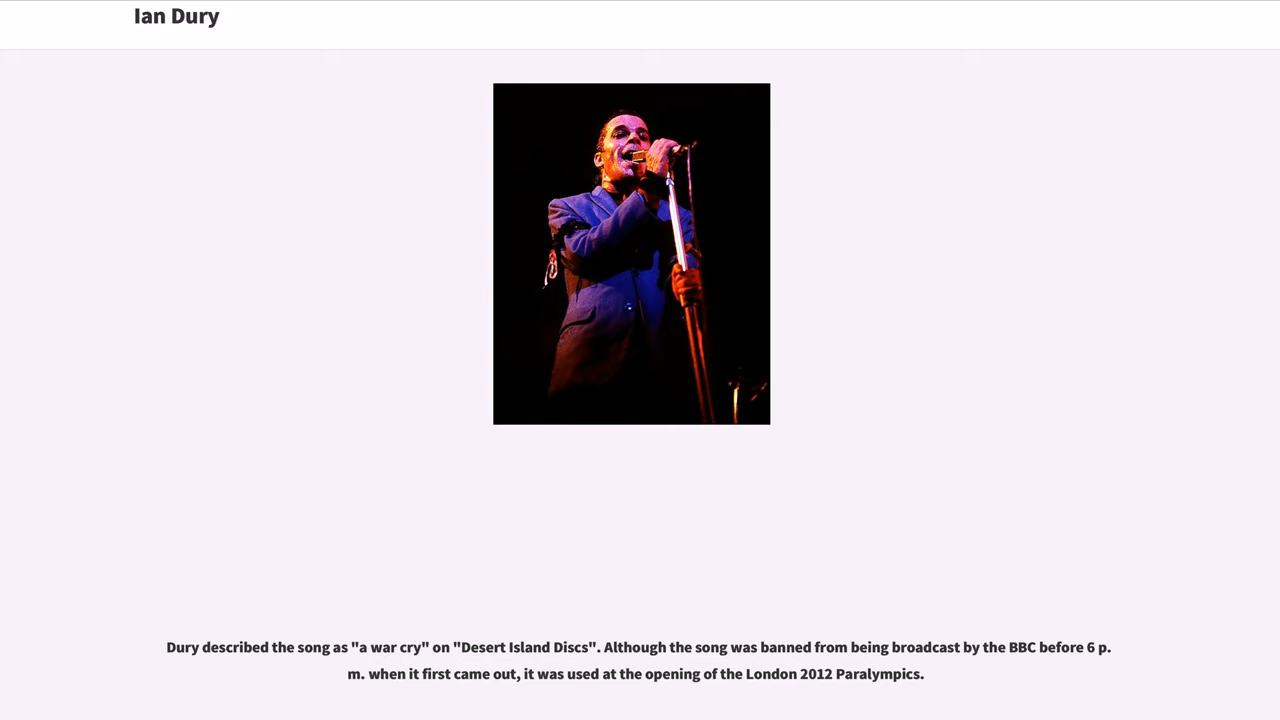 Ian Dury
Dury described the song as "a war cry" on "Desert Island Discs". Although the song was banned from being broadcast by the BBC before 6 p.
m. when it first came out, it was used at the opening of the London 2012 Paralympics.